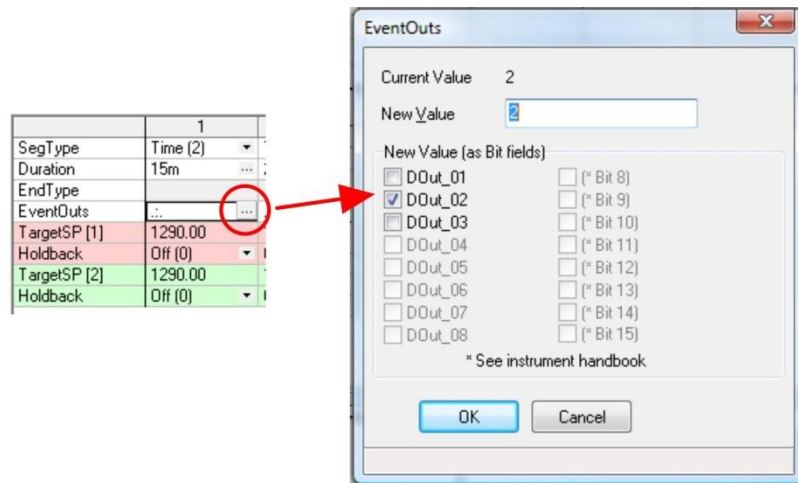 1
SegType Time (2)
Duration 15m ...
EndType
EventOuts .:. ...
TargetSP [1] 1290.00
Holdback Off (0)
TargetSP [2] 1290.00
Holdback Off (0)
EventOuts
Current Value 2
New Value 2
New Value (as Bit fields)
DOut_01 (* Bit 8)
DOut_02 (* Bit 9)
DOut_03 (* Bit 10)
DOut_04 (* Bit 11)
DOut_05 (* Bit 12)
DOut_06 (* Bit 13)
DOut_07 (* Bit 14)
DOut_08 (* Bit 15)
* See instrument handbook
OK Cancel